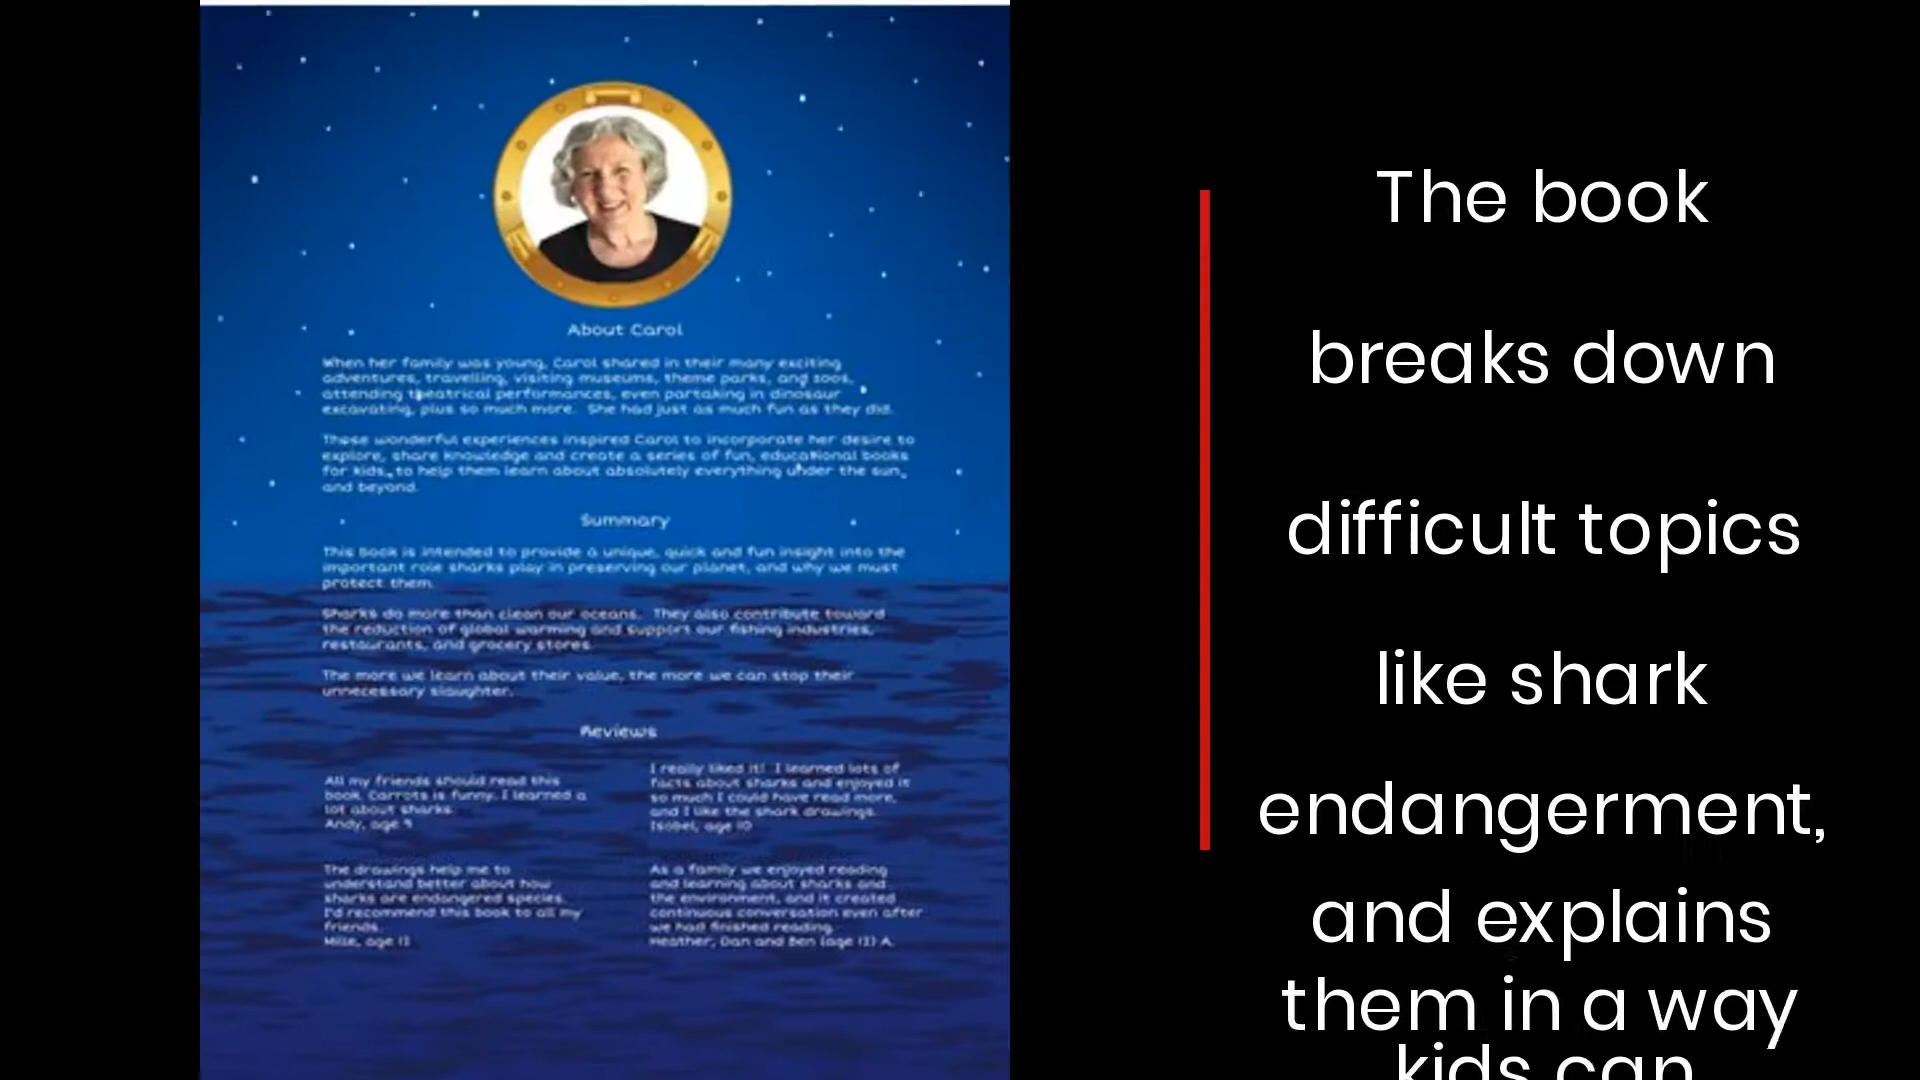 About Carol
When her family was young, Carol shared in their many exciting
adventures, travelling, visiting museums, theme parks, and zoos,
attending theatrical performances, even partaking in dinosaur
excavating, plus so much more. She had just as much fun as they did.
These wonderful experiences inspired Carol to incorporate her desire to
explore, share knowledge and create a series of fun, educational books
for kids, to help them learn about absolutely everything under the sun,
and beyond.
Summary
This book is intended to provide a unique, quick and fun insight into the
important role sharks play in preserving our planet, and why we must
protect them.
Sharks do more than clean our oceans. They also contribute toward
the reduction of global warming and support our fishing industries,
restaurants, and grocery stores.
The more we learn about their value, the more we can stop their
unnecessary slaughter.
Reviews
All my friends should read this
book. Carrots is funny. I learned a
lot about sharks.
Andy, age 9
I really liked it! I learned lots of
facts about sharks and enjoyed it
so much I could have read more,
and I like the shark drawings.
Isobel, age 10
The drawings help me to
understand better about how
sharks are endangered species.
I'd recommend this book to all my
friends.
Mille, age 13
As a family we enjoyed reading
and learning about sharks and
the environment, and it created
continuous conversation even after
we had finished reading.
Heather, Dan and Ben (age 13) A.
The book
breaks down
difficult topics
like shark
endangerment,
and explains
them in a way
kids can